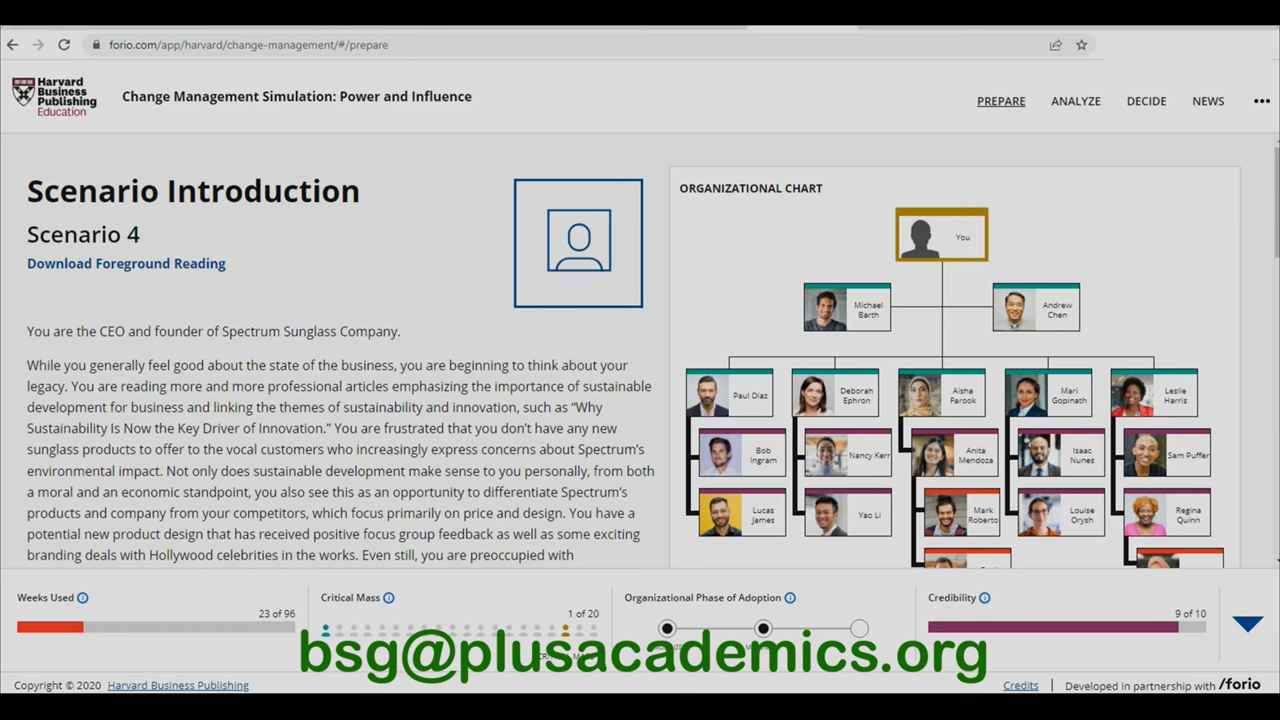 forio.com/app/harvard/change-management/#/prepare
Harvard
Business
Publishing
Education
Change Management Simulation: Power and Influence
PREPARE
ANALYZE
DECIDE
NEWS
Scenario Introduction
Scenario 4
Download Foreground Reading
You are the CEO and founder of Spectrum Sunglass Company.
While you generally feel good about the state of the business, you are beginning to think about your
legacy. You are reading more and more professional articles emphasizing the importance of sustainable
development for business and linking the themes of sustainability and innovation, such as “Why
Sustainability Is Now the Key Driver of Innovation.” You are frustrated that you don’t have any new
sunglass products to offer to the vocal customers who increasingly express concerns about Spectrum’s
environmental impact. Not only does sustainable development make sense to you personally, from both
a moral and an economic standpoint, you also see this as an opportunity to differentiate Spectrum’s
products and company from your competitors, which focus primarily on price and design. You have a
potential new product design that has received positive focus group feedback as well as some exciting
branding deals with Hollywood celebrities in the works. Even still, you are preoccupied with
ORGANIZATIONAL CHART
You
Michael
Barth
Andrew
Chen
Paul Diaz
Deborah
Ephron
Aisha
Farook
Mari
Gopinath
Leslie
Harris
Bob
Ingram
Nancy Kerr
Anita
Mendoza
Isaac
Nunes
Sam Puffer
Lucas
James
Yao Li
Mark
Roberto
Louise
Orysh
Regina
Quinn
Weeks Used
23 of 96
Critical Mass
1 of 20
Organizational Phase of Adoption
Credibility
9 of 10
bsg@plusacademics.org
Copyright © 2020
Harvard Business Publishing
Credits
Developed in partnership with /forio